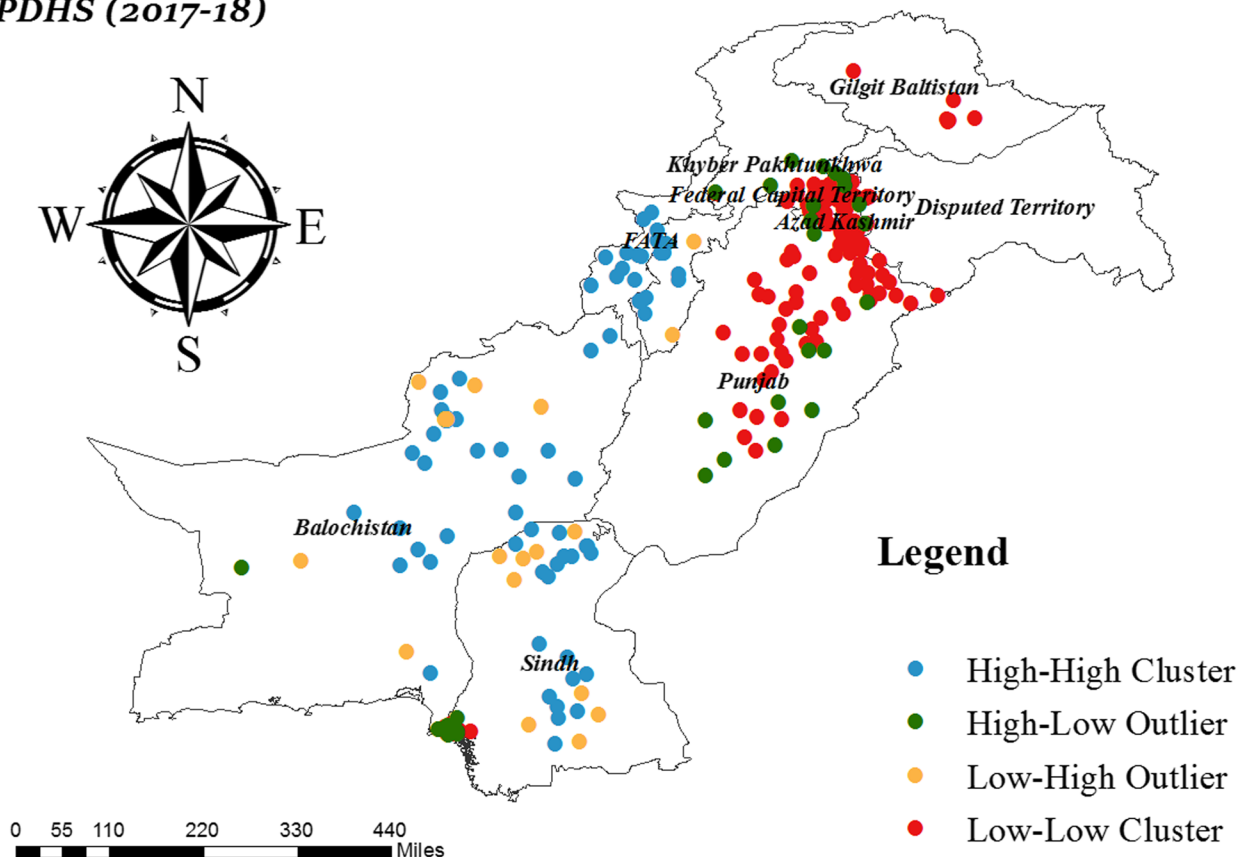 PDHS (2017-18)
N
W
E
S
Gilgit Baltistan
Khyber Pakhtunkhwa
Federal Capital Territory
Disputed Territory
Azad Kashmir
FATA
Punjab
Balochistan
Sindh
Legend
High-High Cluster
High-Low Outlier
Low-High Outlier
Low-Low Cluster
0 55 110 220 330 440
Miles